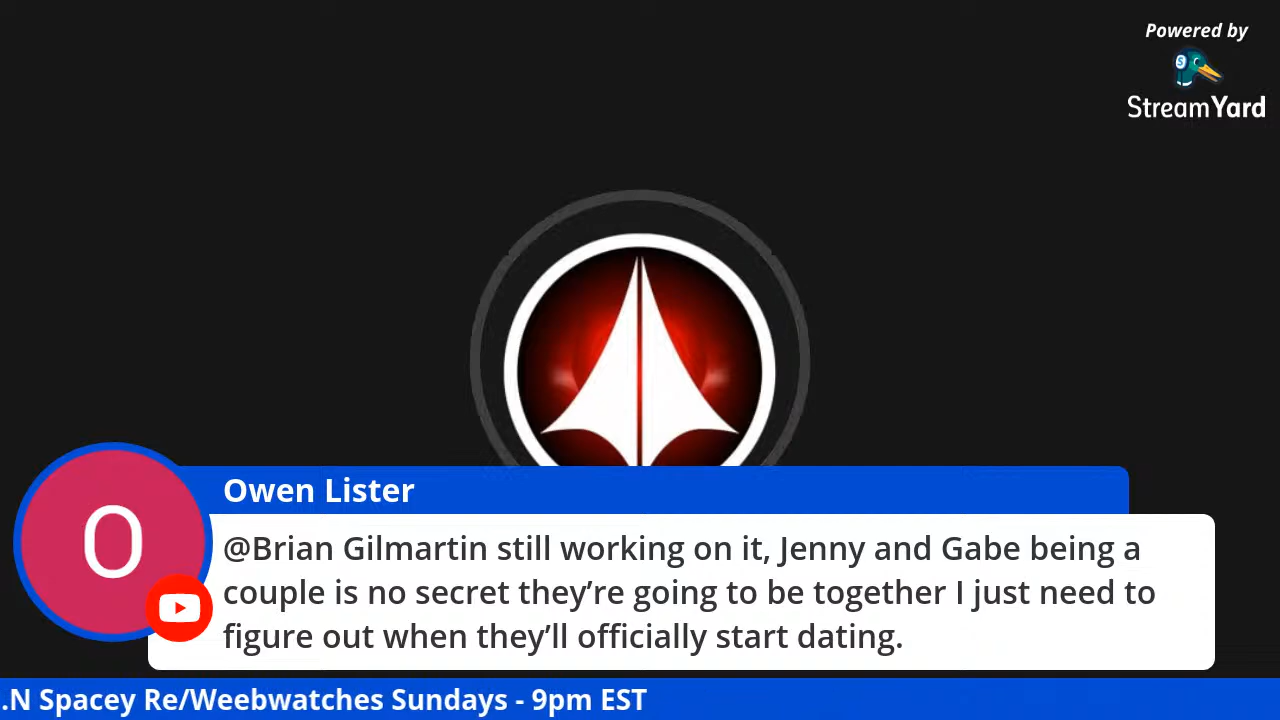 Powered by
S
StreamYard
Owen Lister
O
@Brian Gilmartin still working on it, Jenny and Gabe being a
couple is no secret they’re going to be together I just need to
figure out when they’ll officially start dating.
.N Spacey Re/Weebwatches Sundays - 9pm EST